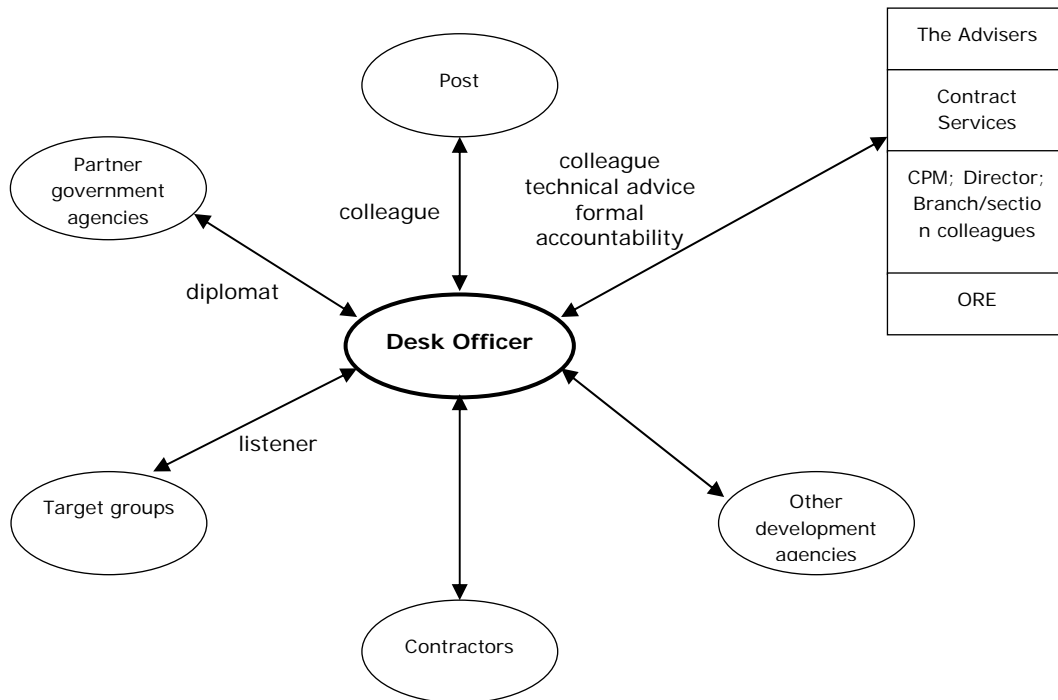 The Advisers
Post
Contract
Services
Partner
government
agencies
colleague
technical advice
formal
accountability
CPM; Director;
Branch/sectio
n colleagues
colleague
diplomat
ORE
Desk Officer
listener
Target groups
Other
development
agencies
Contractors